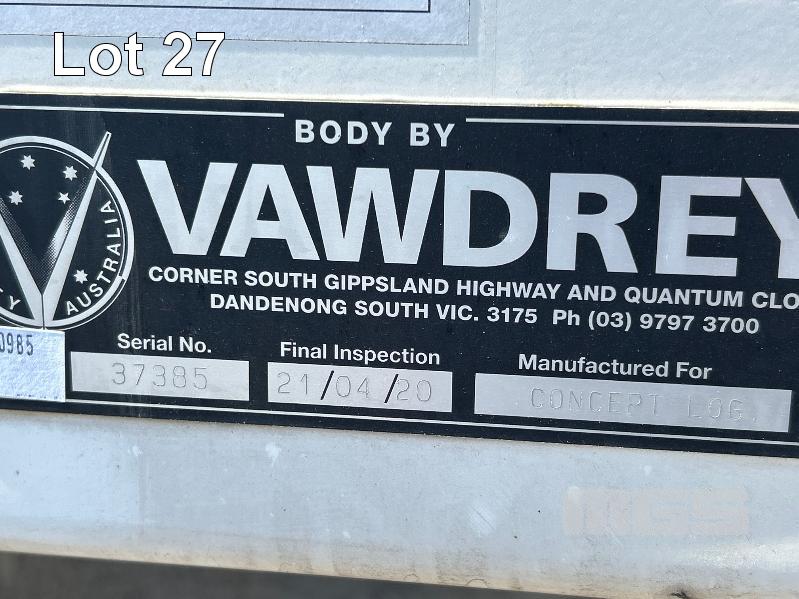 Lot 27
BODY BY
VAWDREY
CORNER SOUTH GIPPSLAND HIGHWAY AND QUANTUM CLO
DANDENONG SOUTH VIC. 3175 Ph (03) 9797 3700
AUSTRALIA
0985
Serial No. Final Inspection Manufactured For
37385 21/04/20 CONCEPT LOG.